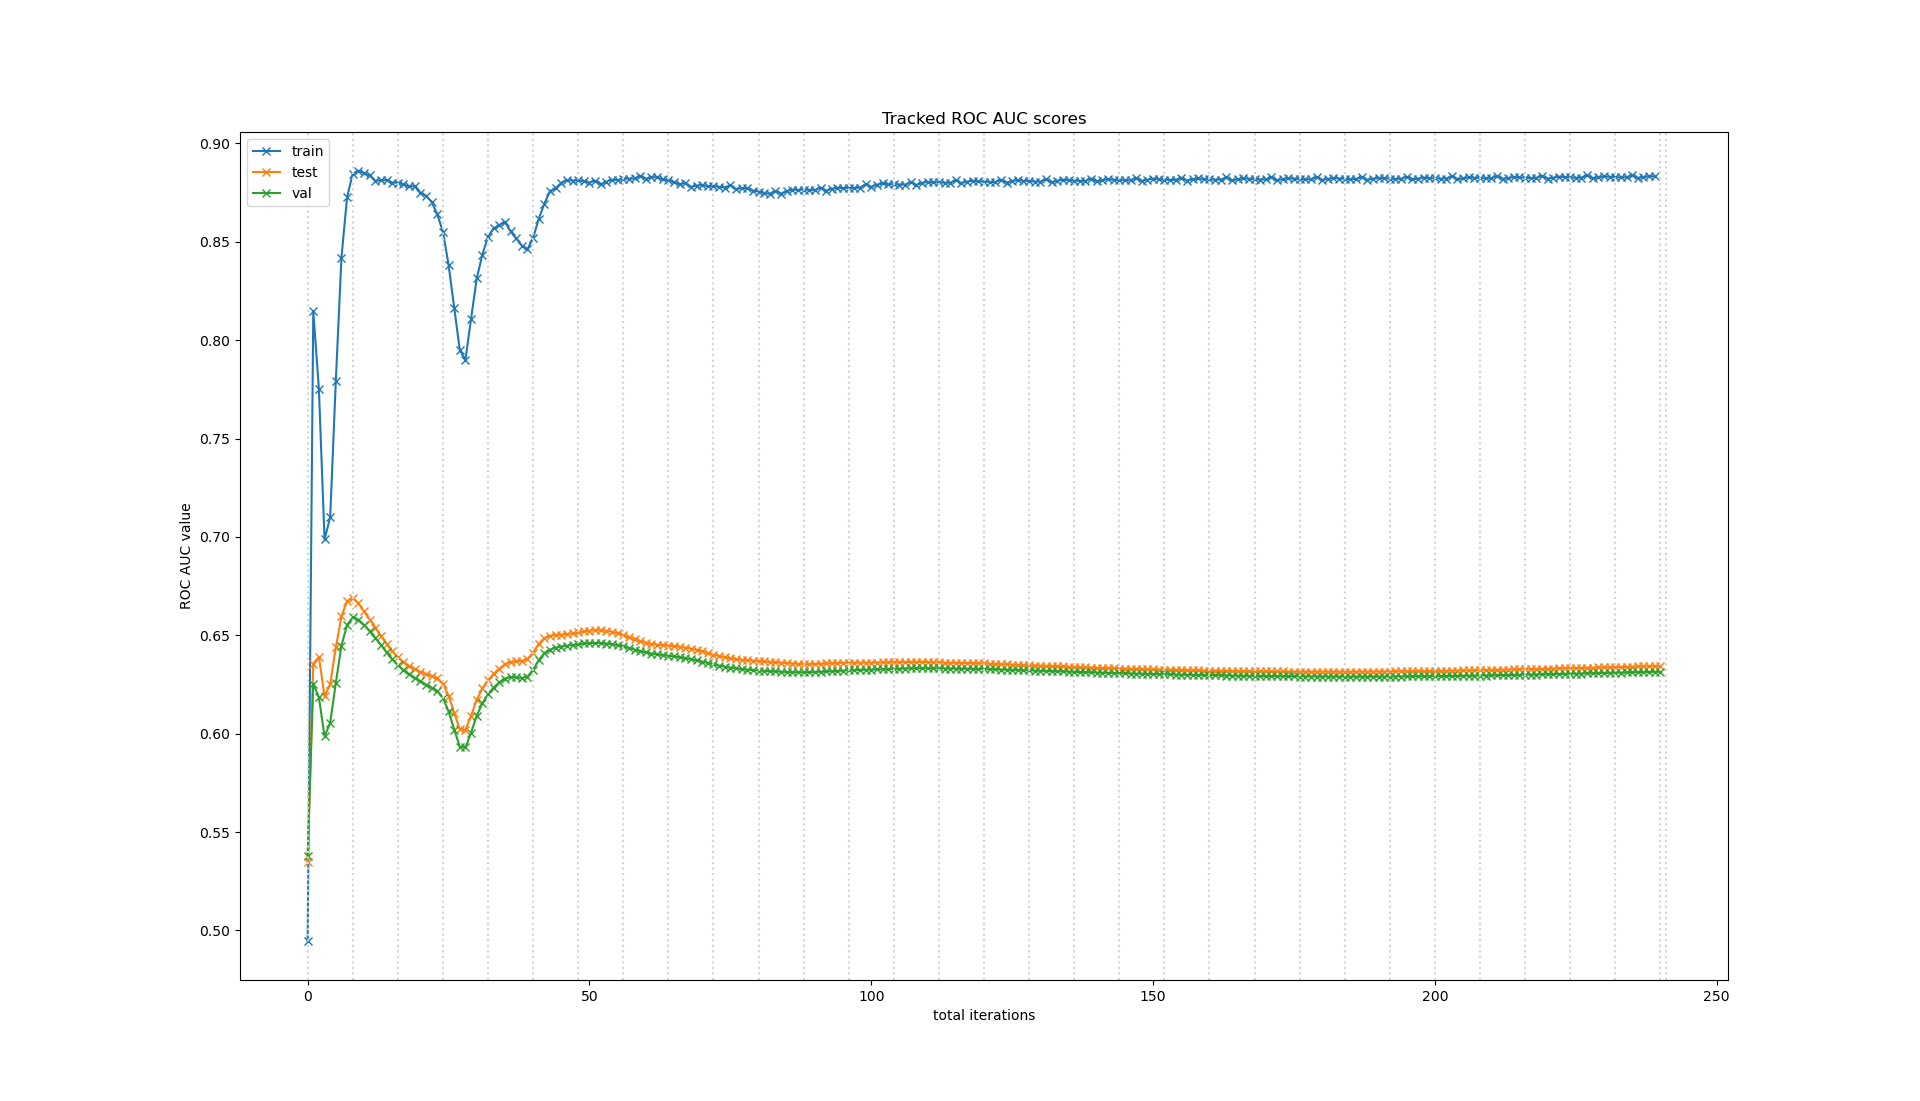 Tracked ROC AUC scores
train
test
val
ROC AUC value
0.90
0.85
0.80
0.75
0.70
0.65
0.60
0.55
0.50
0 50 100 150 200 250
total iterations